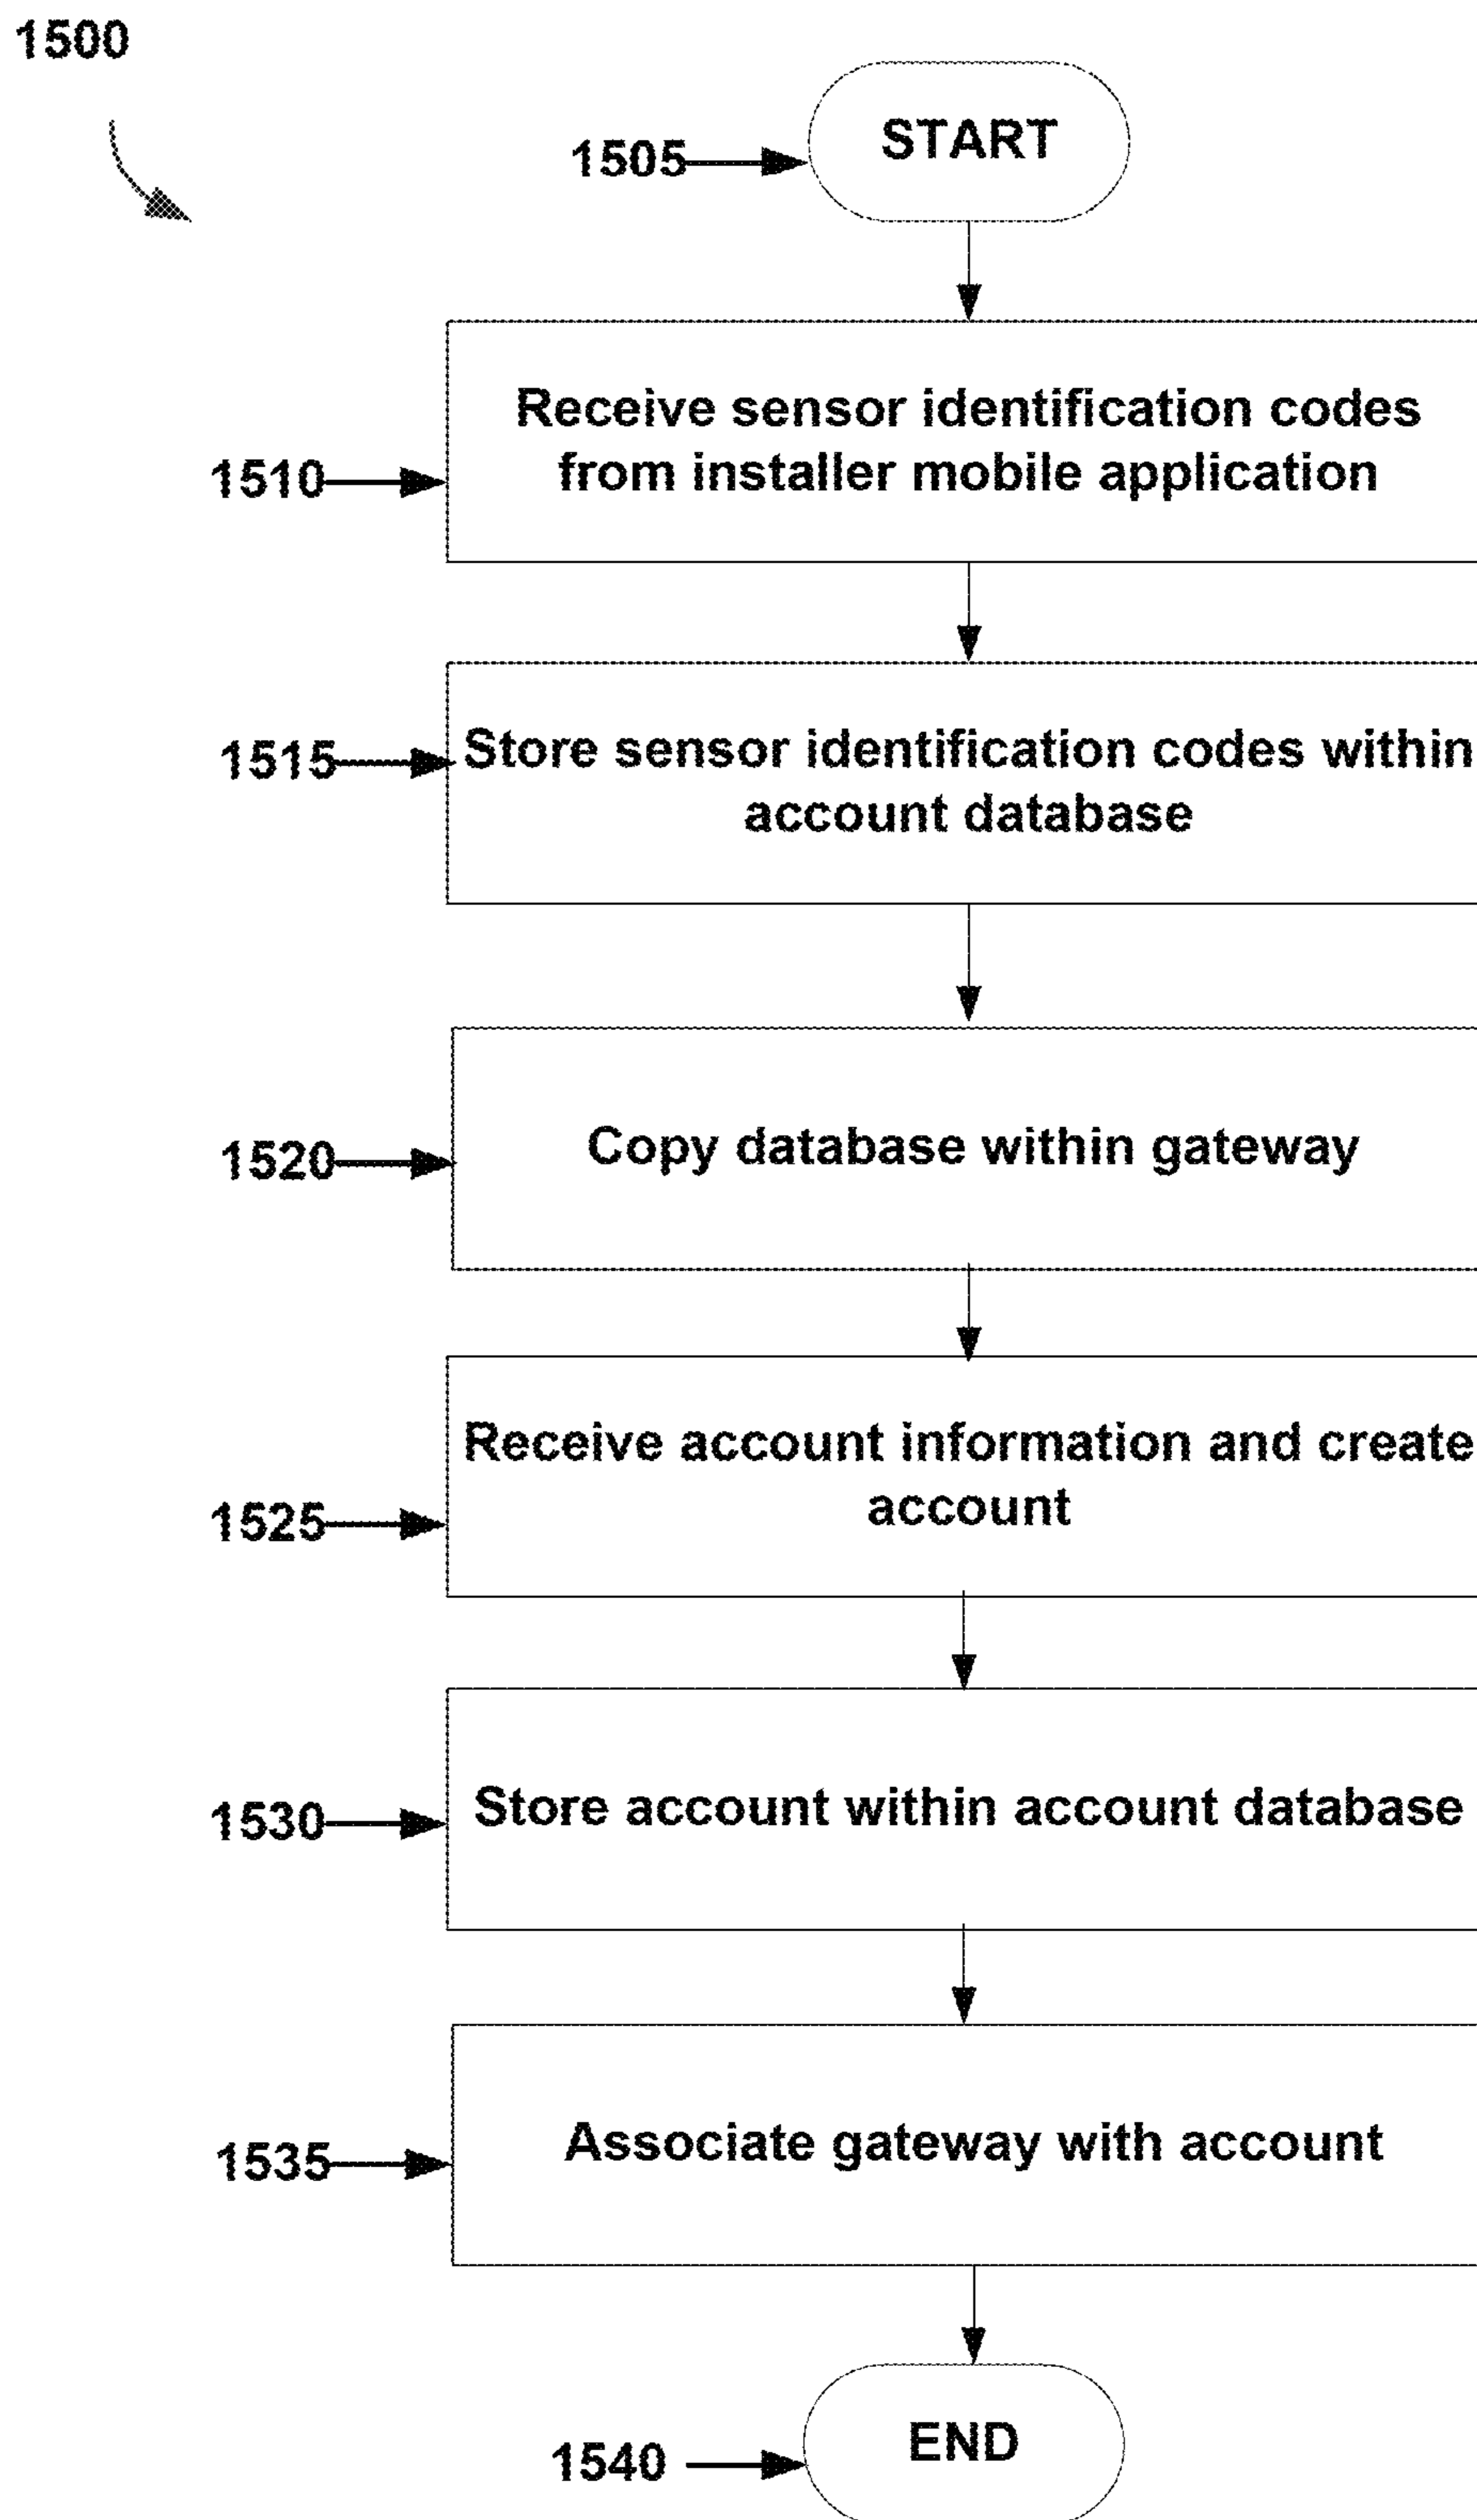 1500
START
1505
Receive sensor identification codes
from installer mobile application
1510
Store sensor identification codes within
account database
1515
Copy database within gateway
1520
Receive account information and create
account
1525
Store account within account database
1530
Associate gateway with account
1535
END
1540